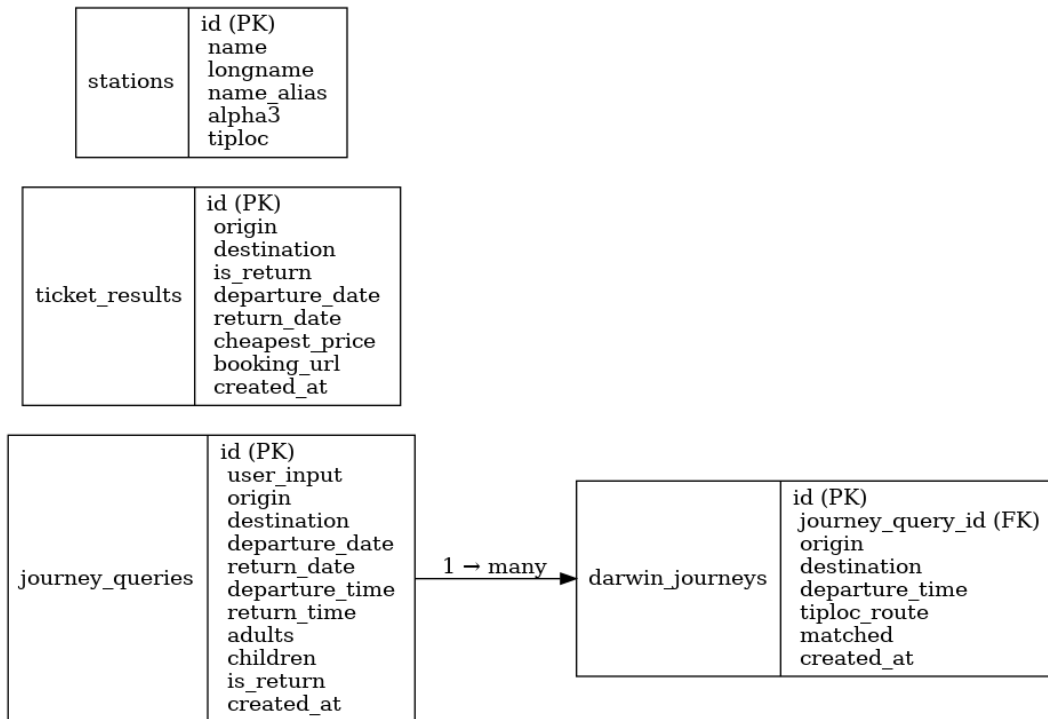 stations
id (PK)
name
longname
name_alias
alpha3
tiploc
ticket_results
id (PK)
origin
destination
is_return
departure_date
return_date
cheapest_price
booking_url
created_at
journey_queries
id (PK)
user_input
origin
destination
departure_date
return_date
departure_time
return_time
adults
children
is_return
created_at
1 → many
darwin_journeys
id (PK)
journey_query_id (FK)
origin
destination
departure_time
tiploc_route
matched
created_at